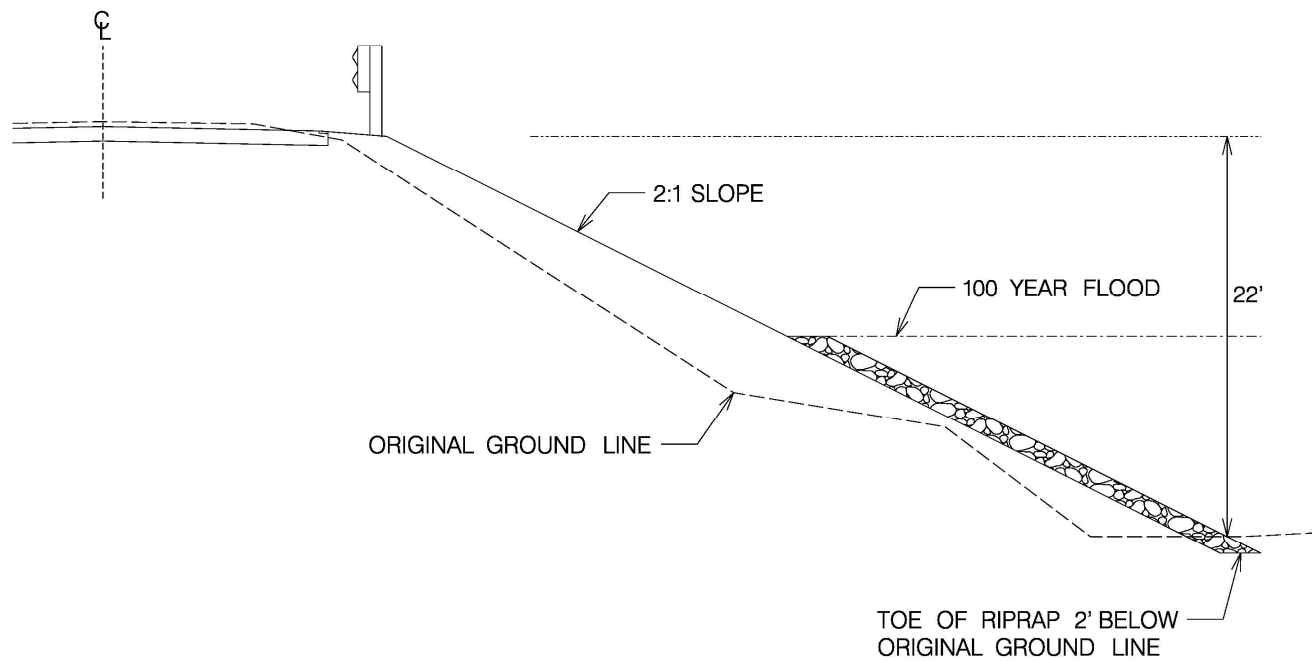 ℄
2:1 SLOPE
100 YEAR FLOOD
22'
ORIGINAL GROUND LINE
TOE OF RIPRAP 2' BELOW
ORIGINAL GROUND LINE